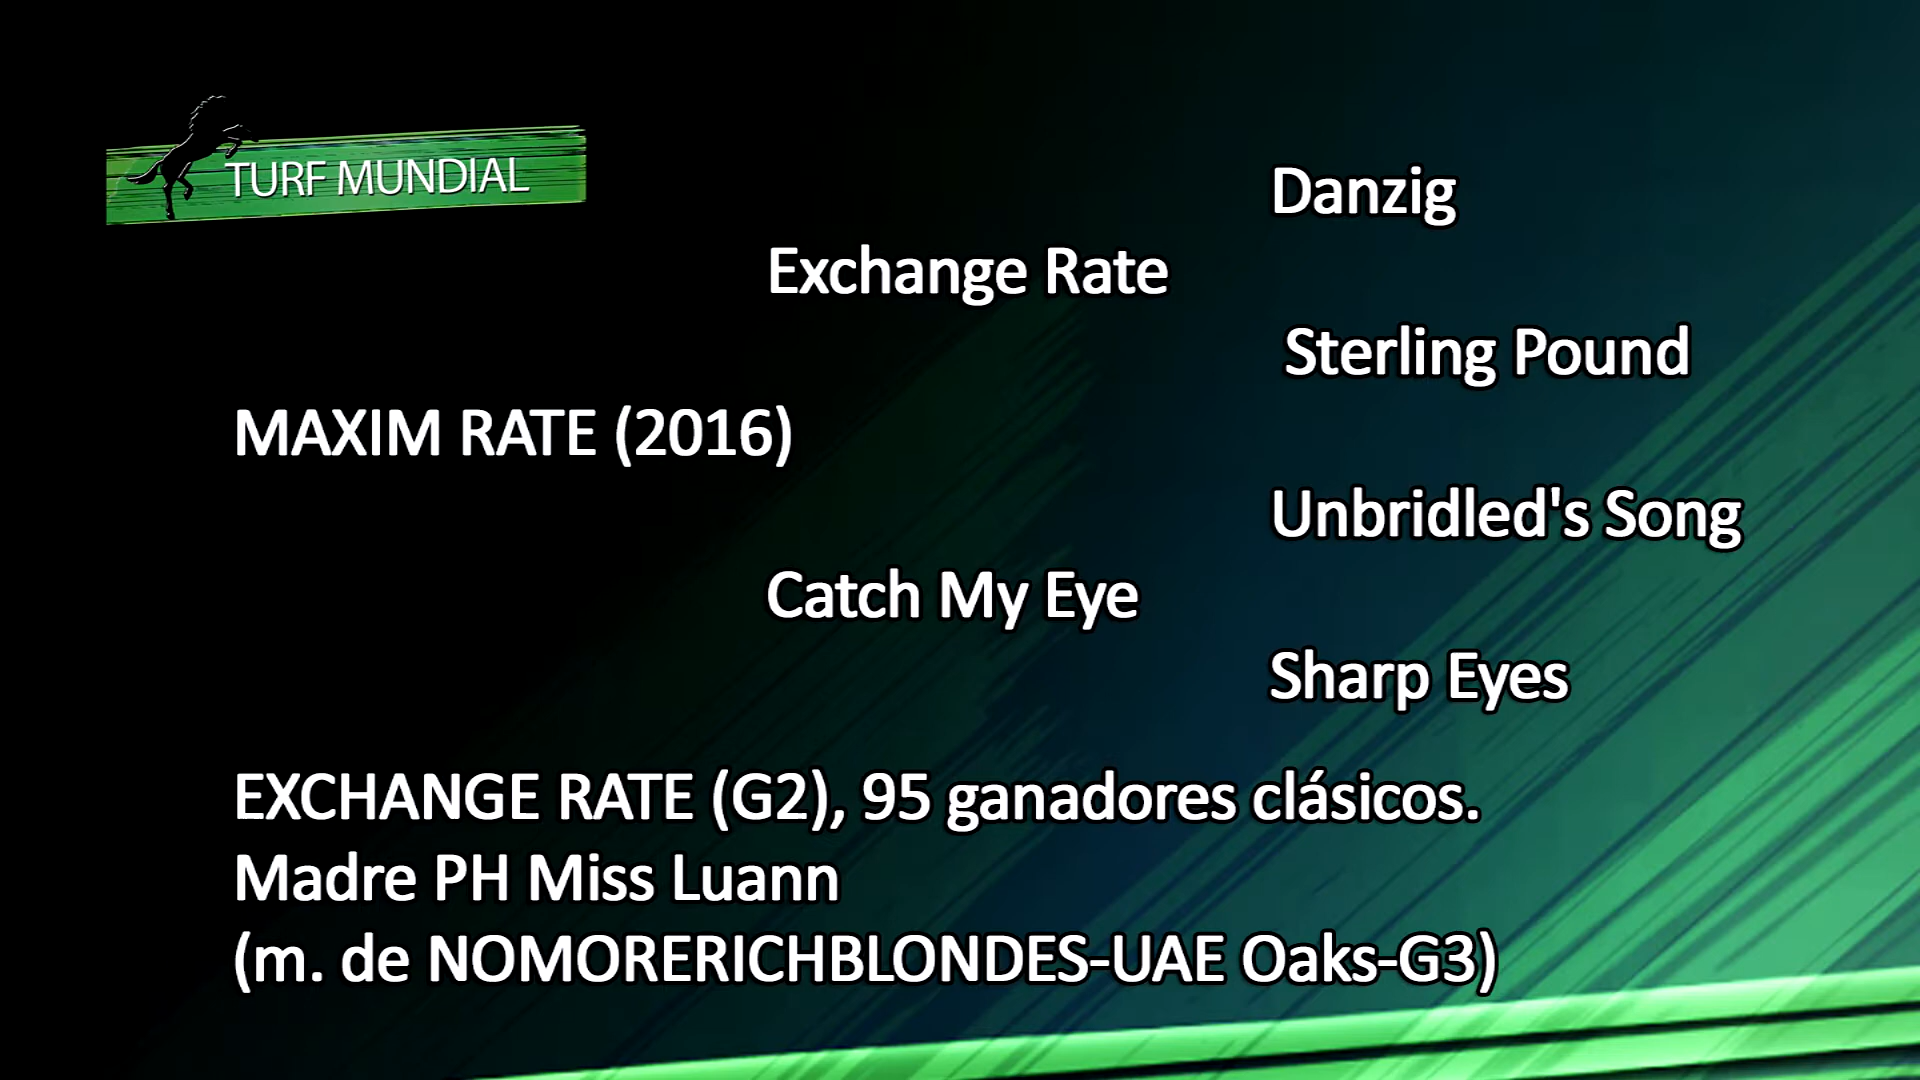 TURF MUNDIAL
Danzig
Exchange Rate
Sterling Pound
MAXIM RATE (2016)
Unbridled's Song
Catch My Eye
Sharp Eyes
EXCHANGE RATE (G2), 95 ganadores clásicos.
Madre PH Miss Luann
(m. de NOMORERICHBLONDES-UAE Oaks-G3)